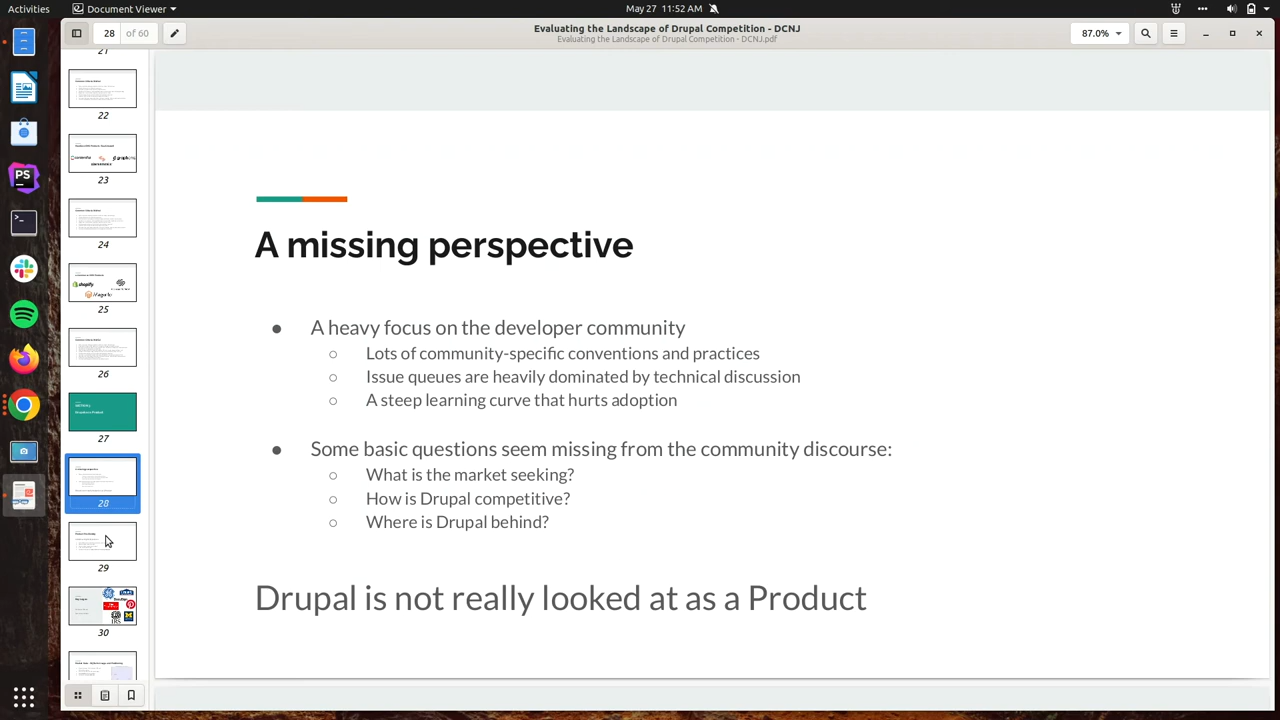 Activities
Document Viewer
May 27 11:52 AM
28
of 60
Evaluating the Landscape of Drupal Competition - DCNJ
Evaluating the Landscape of Drupal Competition - DCNJ.pdf
87.0%
21
22
23
24
shopify
25
26
27
28
29
30
PS
A missing perspective
● A heavy focus on the developer community
○ Lots of community-specific conventions and practices
○ Issue queues are heavily dominated by technical discussion
○ A steep learning curve that hurts adoption
● Some basic questions seem missing from the community discourse:
○ What is the market seeking?
○ How is Drupal competitive?
○ Where is Drupal behind?
Drupal is not really looked at as a Product